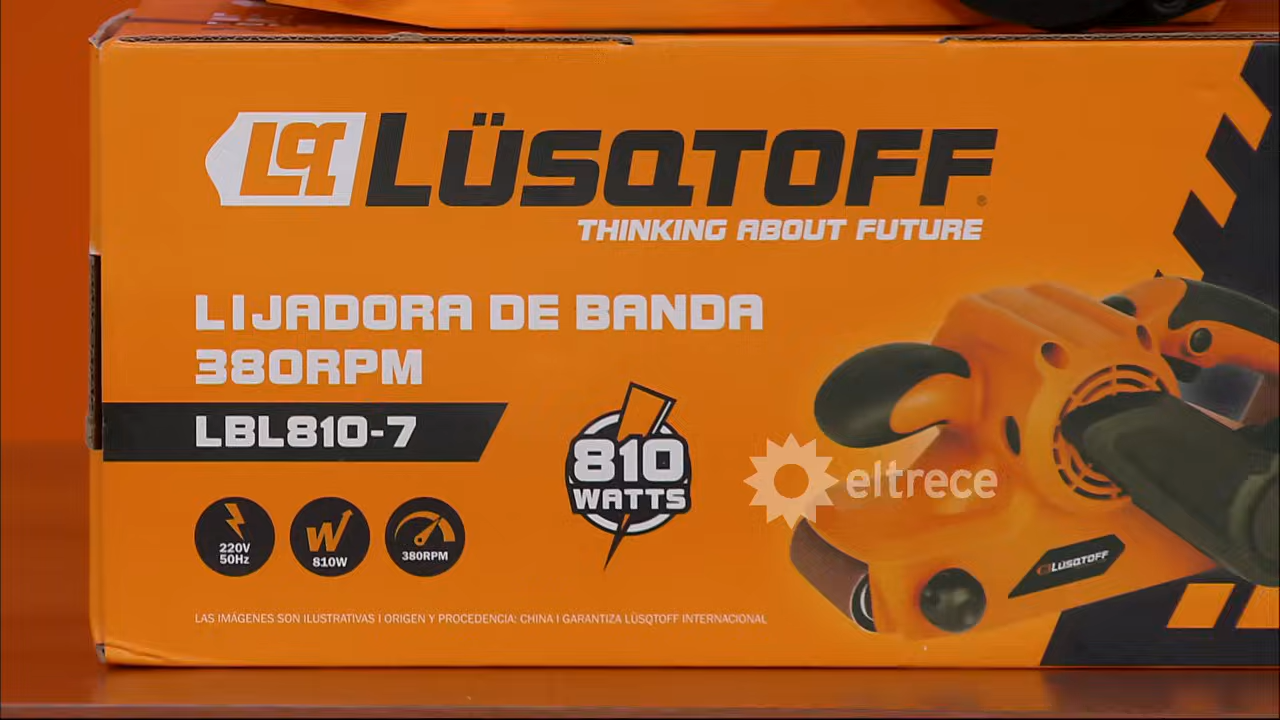 LQT LÜSQTOFF®
THINKING ABOUT FUTURE
LIJADORA DE BANDA
380RPM
LBL810-7
810
WATTS
220V
50Hz
810W
380RPM
eltrece
LÜSQTOFF
LAS IMÁGENES SON ILUSTRATIVAS I ORIGEN Y PROCEDENCIA: CHINA I GARANTIZA LÜSQTOFF INTERNACIONAL